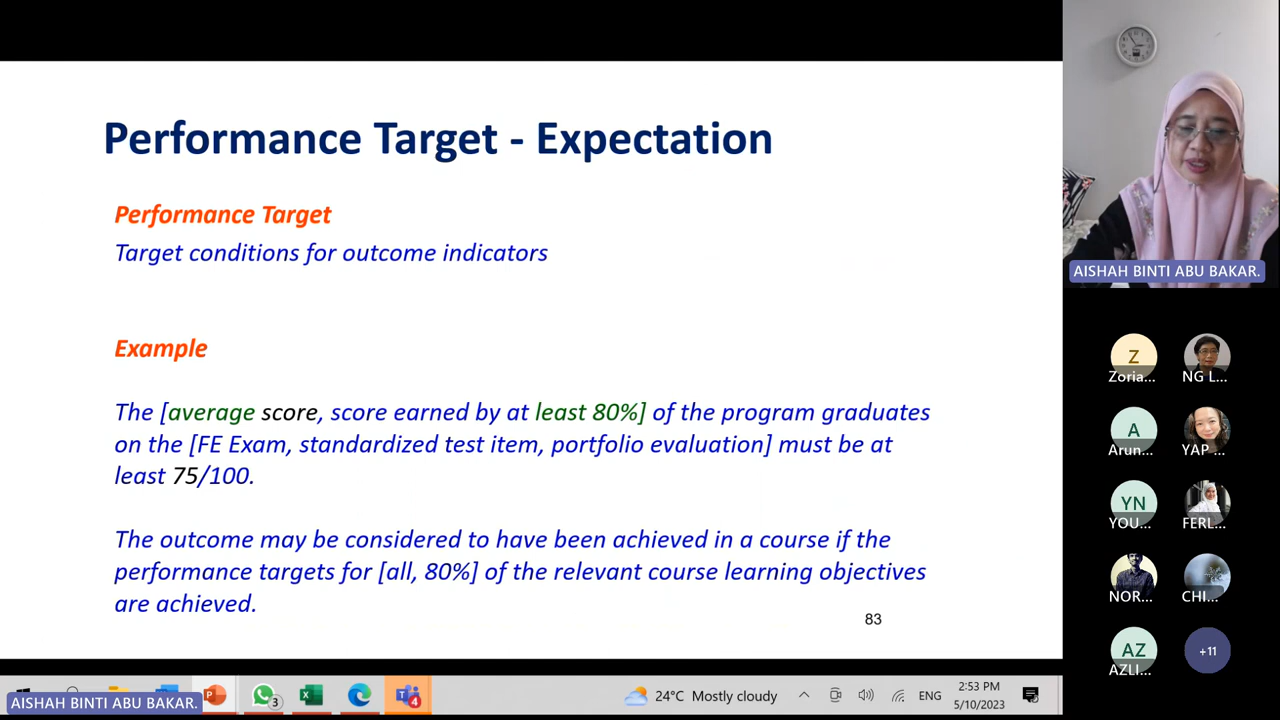 Performance Target - Expectation
Performance Target
Target conditions for outcome indicators
Example
The [average score, score earned by at least 80%] of the program graduates
on the [FE Exam, standardized test item, portfolio evaluation] must be at
least 75/100.
The outcome may be considered to have been achieved in a course if the
performance targets for [all, 80%] of the relevant course learning objectives
are achieved.
83
AISHAH BINTI ABU BAKAR.
Z
Zoria...
NG L...
A
Arun...
YAP ...
YN
YOU...
FERL...
NOR...
CHI...
AZ
AZLI...
+11
AISHAH BINTI ABU BAKAR.
3
4
24°C Mostly cloudy
ENG
2:53 PM
5/10/2023